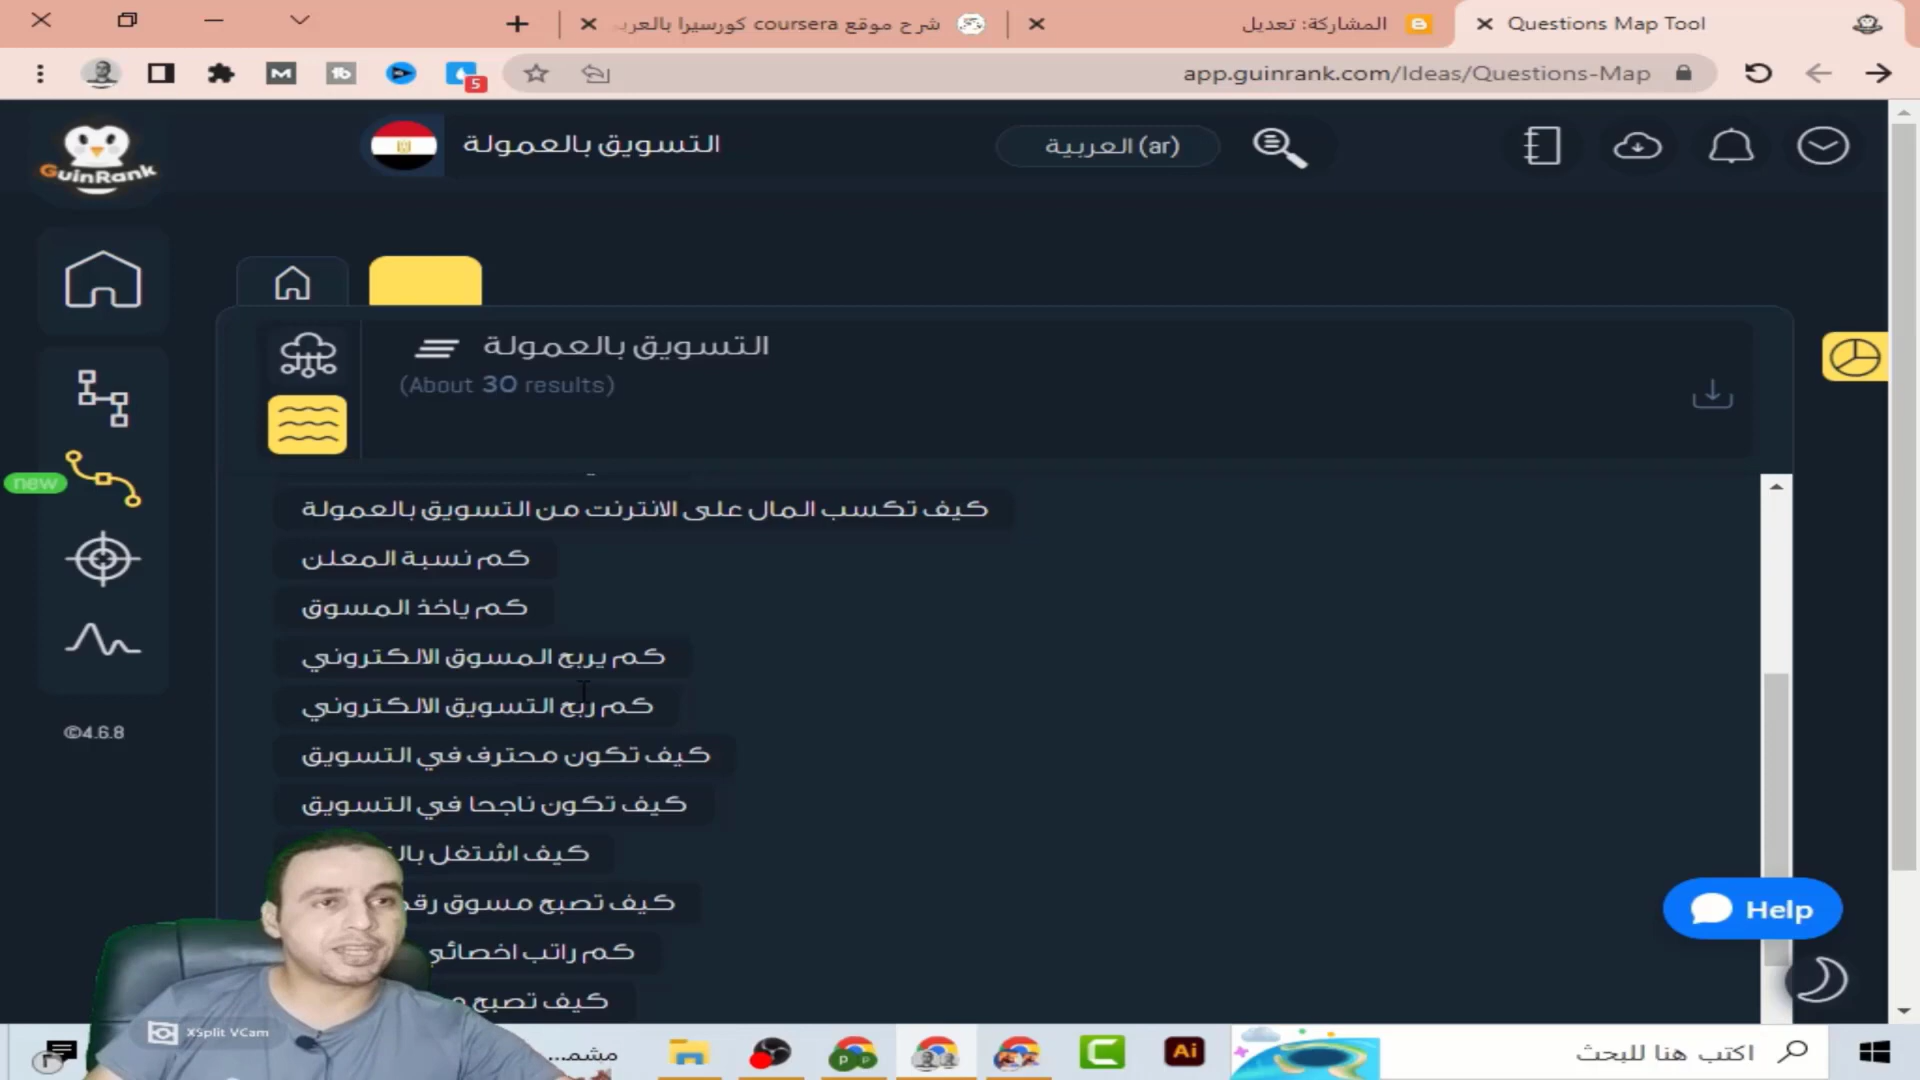 Questions Map Tool
المشاركة: تعديل
شرح موقع coursera كورسيرا بالعربي
app.guinrank.com/Ideas/Questions-Map
5
GuinRank
التسويق بالعمولة
العربية (ar)
التسويق بالعمولة
(About 30 results)
new
كيف تكسب المال على الانترنت من التسويق بالعمولة
كم نسبة المعلن
كم ياخذ المسوق
كم يربح المسوق الالكتروني
كم ربح التسويق الالكتروني
كيف تكون محترف في التسويق
كيف تكون ناجحا في التسويق
كيف اشتغل
كيف تصبح مسوق
كم راتب
كيف تصبح
©4.6.8
Help
XSplit VCam
مشم...
Ai
اكتب هنا للبحث